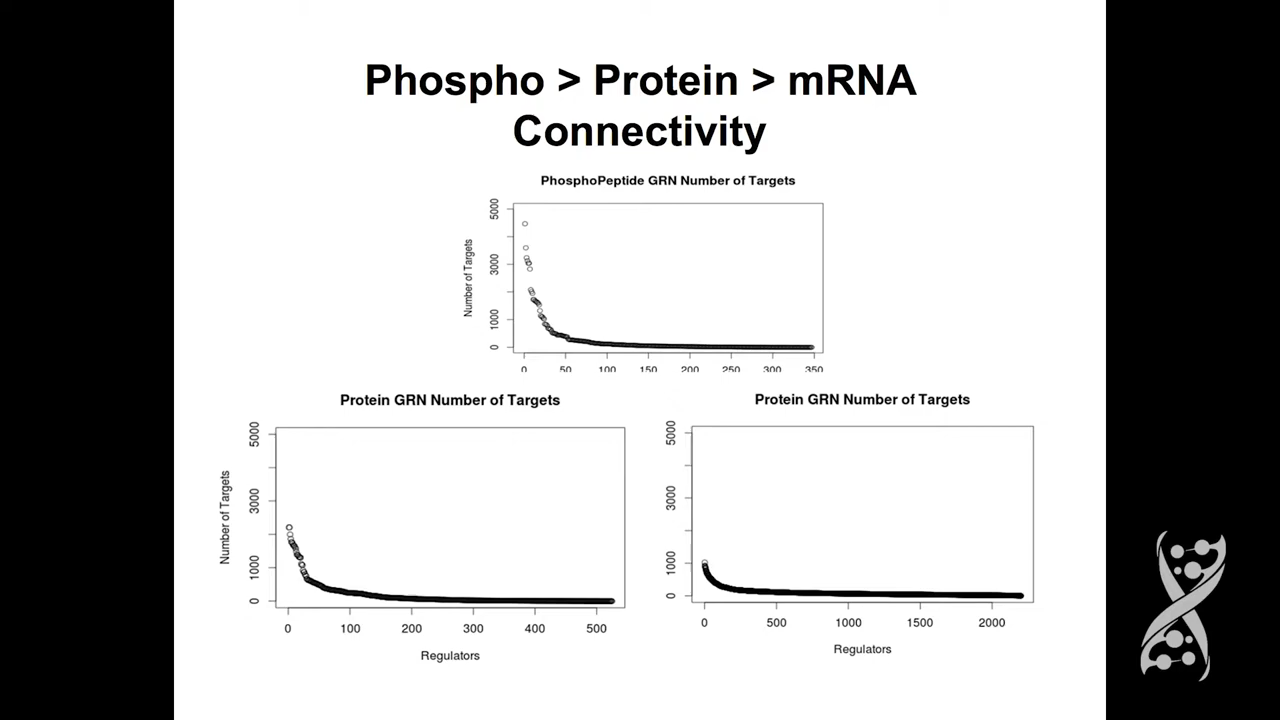 Phospho > Protein > mRNA
Connectivity
PhosphoPeptide GRN Number of Targets
Number of Targets
5000
3000
1000
0
0 50 100 150 200 250 300 350
Protein GRN Number of Targets
Number of Targets
5000
3000
1000
0
0 100 200 300 400 500
Regulators
Protein GRN Number of Targets
5000
3000
1000
0
0 500 1000 1500 2000
Regulators